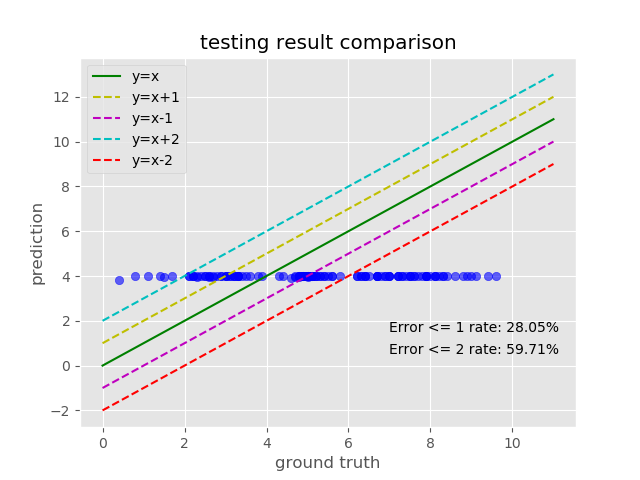 testing result comparison
y=x
y=x+1
y=x-1
y=x+2
y=x-2
12
10
8
6
4
2
0
−2
prediction
Error <= 1 rate: 28.05%
Error <= 2 rate: 59.71%
0 2 4 6 8 10
ground truth